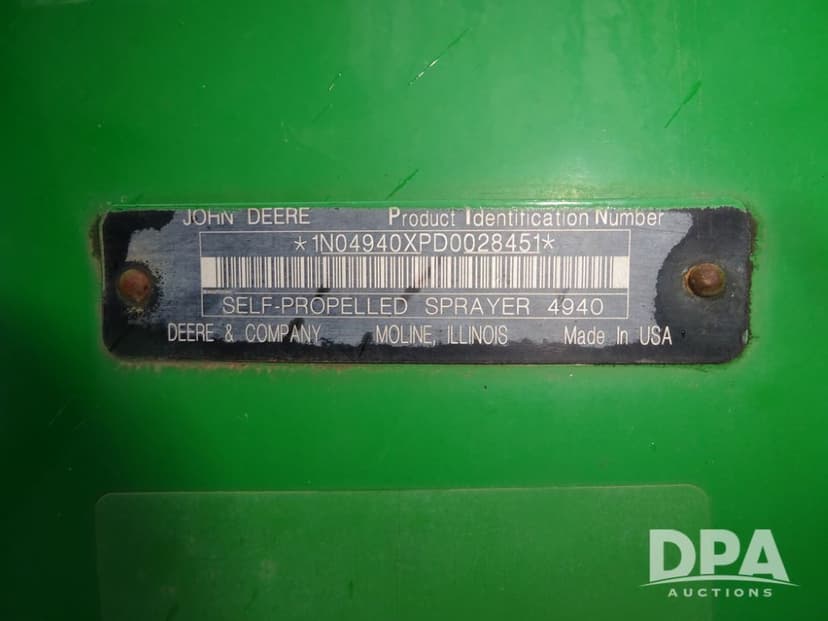 JOHN DEERE Product Identification Number
*1N04940XPD0028451*
SELF-PROPELLED SPRAYER 4940
DEERE & COMPANY MOLINE, ILLINOIS Made In USA
DPA
AUCTIONS